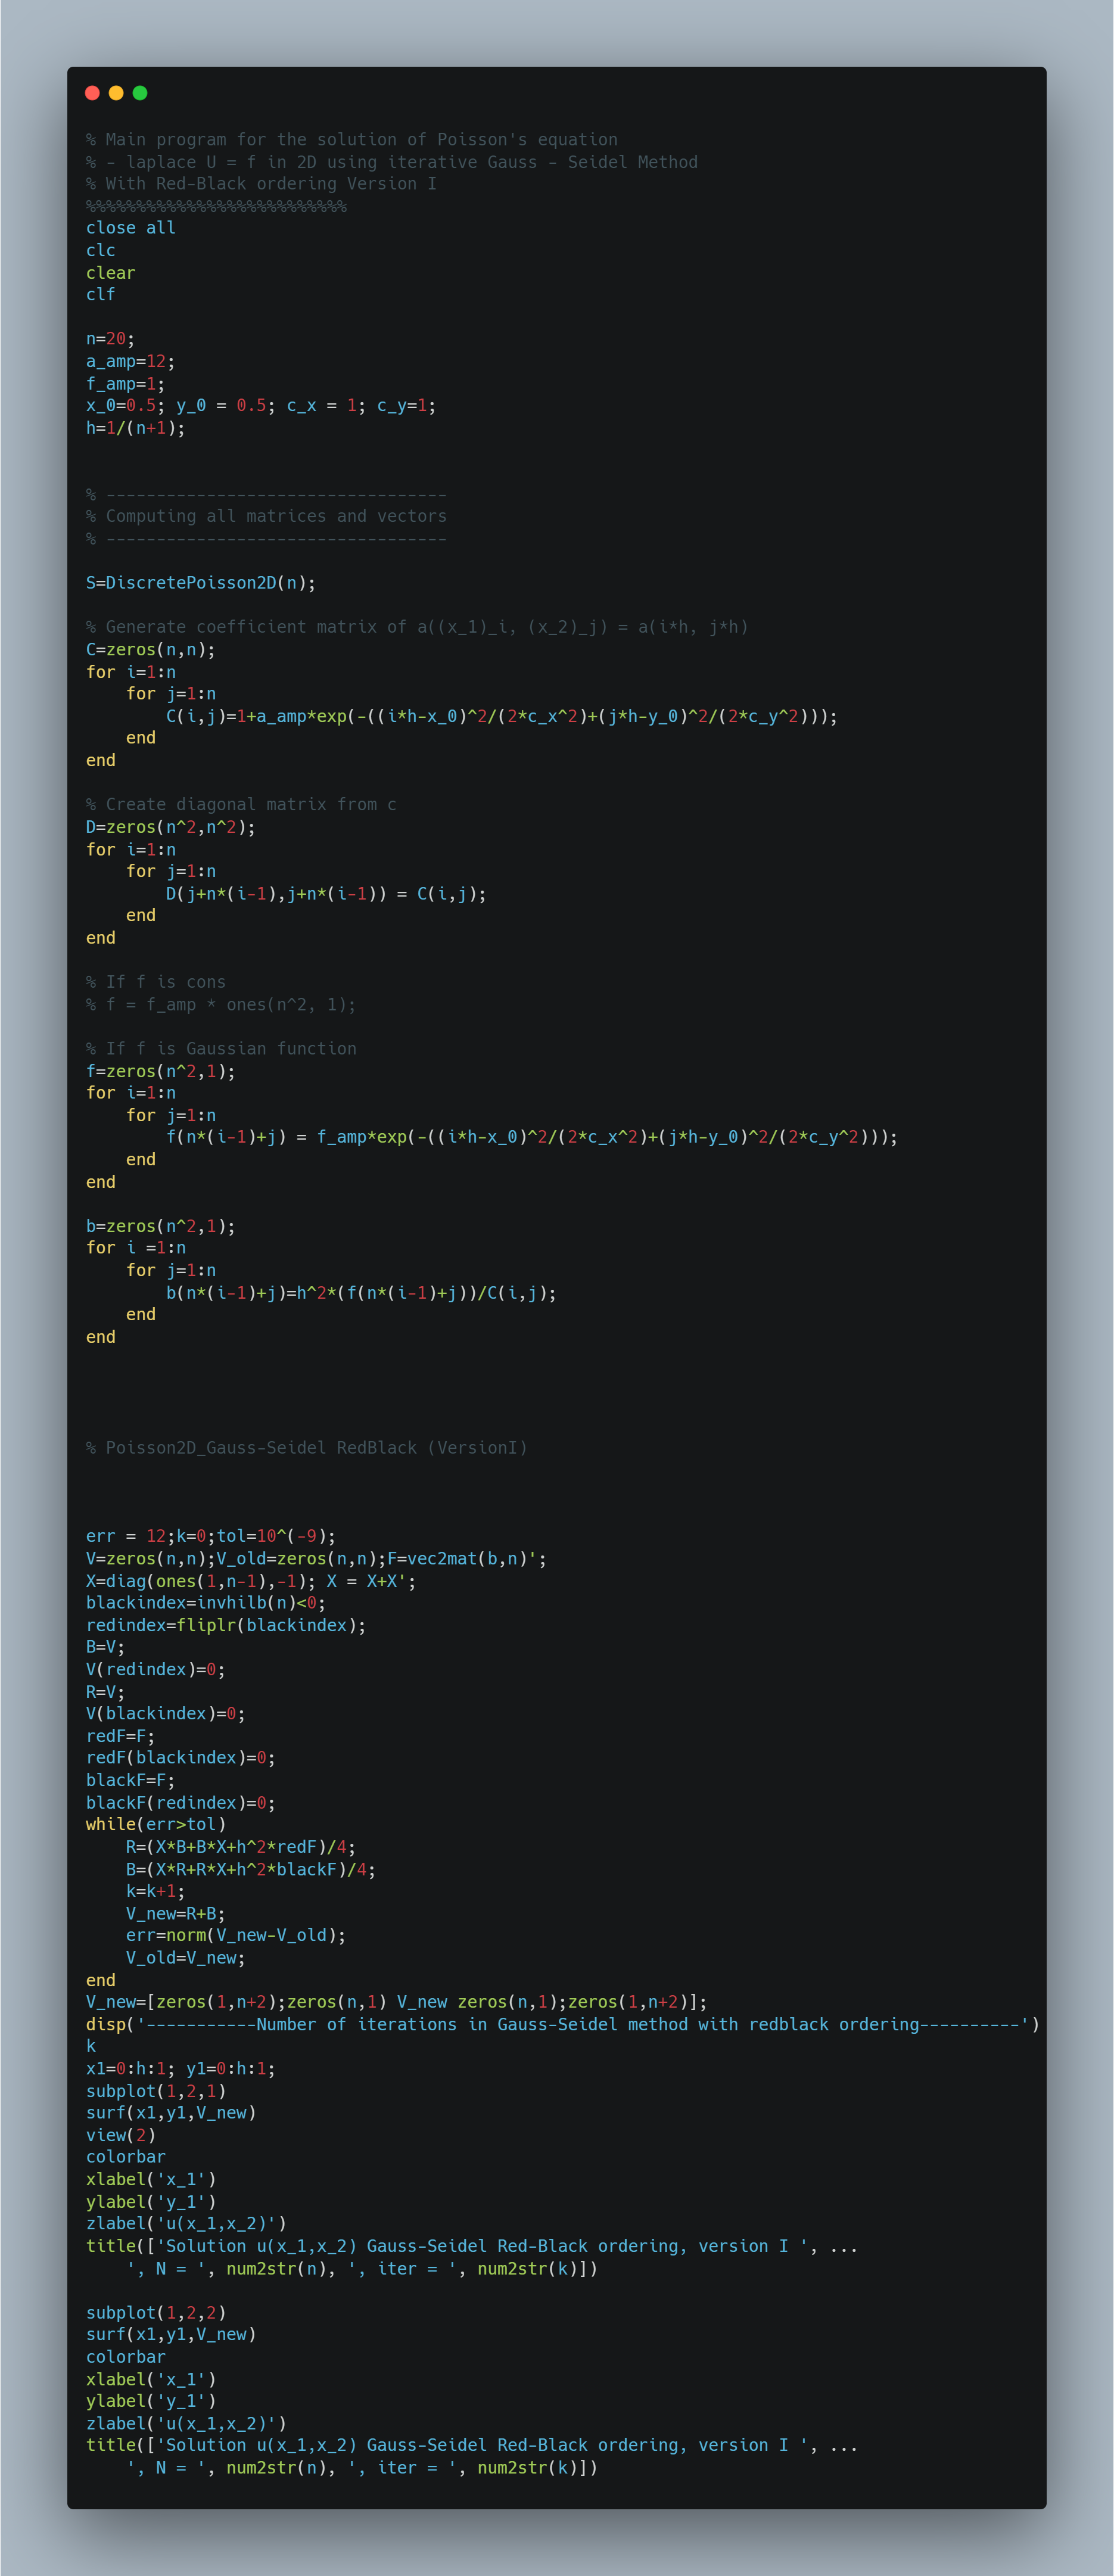 % Main program for the solution of Poisson's equation
% - laplace U = f in 2D using iterative Gauss - Seidel Method
% With Red-Black ordering Version I
%%%%%%%%%%%%%%%%%%%%%%%%%%
close all
clc
clear
clf
n=20;
a_amp=12;
f_amp=1;
x_0=0.5; y_0 = 0.5; c_x = 1; c_y=1;
h=1/(n+1);
% ----------------------------------
% Computing all matrices and vectors
% ----------------------------------
S=DiscretePoisson2D(n);
% Generate coefficient matrix of a((x_1)_i, (x_2)_j) = a(i*h, j*h)
C=zeros(n,n);
for i=1:n
    for j=1:n
        C(i,j)=1+a_amp*exp(-((i*h-x_0)^2/(2*c_x^2)+(j*h-y_0)^2/(2*c_y^2)));
    end
end
% Create diagonal matrix from c
D=zeros(n^2,n^2);
for i=1:n
    for j=1:n
        D(j+n*(i-1),j+n*(i-1)) = C(i,j);
    end
end
% If f is cons
% f = f_amp * ones(n^2, 1);
% If f is Gaussian function
f=zeros(n^2,1);
for i=1:n
    for j=1:n
        f(n*(i-1)+j) = f_amp*exp(-((i*h-x_0)^2/(2*c_x^2)+(j*h-y_0)^2/(2*c_y^2)));
    end
end
b=zeros(n^2,1);
for i =1:n
    for j=1:n
        b(n*(i-1)+j)=h^2*(f(n*(i-1)+j))/C(i,j);
    end
end
% Poisson2D_Gauss-Seidel RedBlack (VersionI)
err = 12;k=0;tol=10^(-9);
V=zeros(n,n);V_old=zeros(n,n);F=vec2mat(b,n)';
X=diag(ones(1,n-1),-1); X = X+X';
blackindex=invhilb(n)<0;
redindex=fliplr(blackindex);
B=V;
V(redindex)=0;
R=V;
V(blackindex)=0;
redF=F;
redF(blackindex)=0;
blackF=F;
blackF(redindex)=0;
while(err>tol)
    R=(X*B+B*X+h^2*redF)/4;
    B=(X*R+R*X+h^2*blackF)/4;
    k=k+1;
    V_new=R+B;
    err=norm(V_new-V_old);
    V_old=V_new;
end
V_new=[zeros(1,n+2);zeros(n,1) V_new zeros(n,1);zeros(1,n+2)];
disp('-----------Number of iterations in Gauss-Seidel method with redblack ordering----------')
k
x1=0:h:1; y1=0:h:1;
subplot(1,2,1)
surf(x1,y1,V_new)
view(2)
colorbar
xlabel('x_1')
ylabel('y_1')
zlabel('u(x_1,x_2)')
title(['Solution u(x_1,x_2) Gauss-Seidel Red-Black ordering, version I ', ...
    ', N = ', num2str(n), ', iter = ', num2str(k)])
subplot(1,2,2)
surf(x1,y1,V_new)
colorbar
xlabel('x_1')
ylabel('y_1')
zlabel('u(x_1,x_2)')
title(['Solution u(x_1,x_2) Gauss-Seidel Red-Black ordering, version I ', ...
    ', N = ', num2str(n), ', iter = ', num2str(k)])